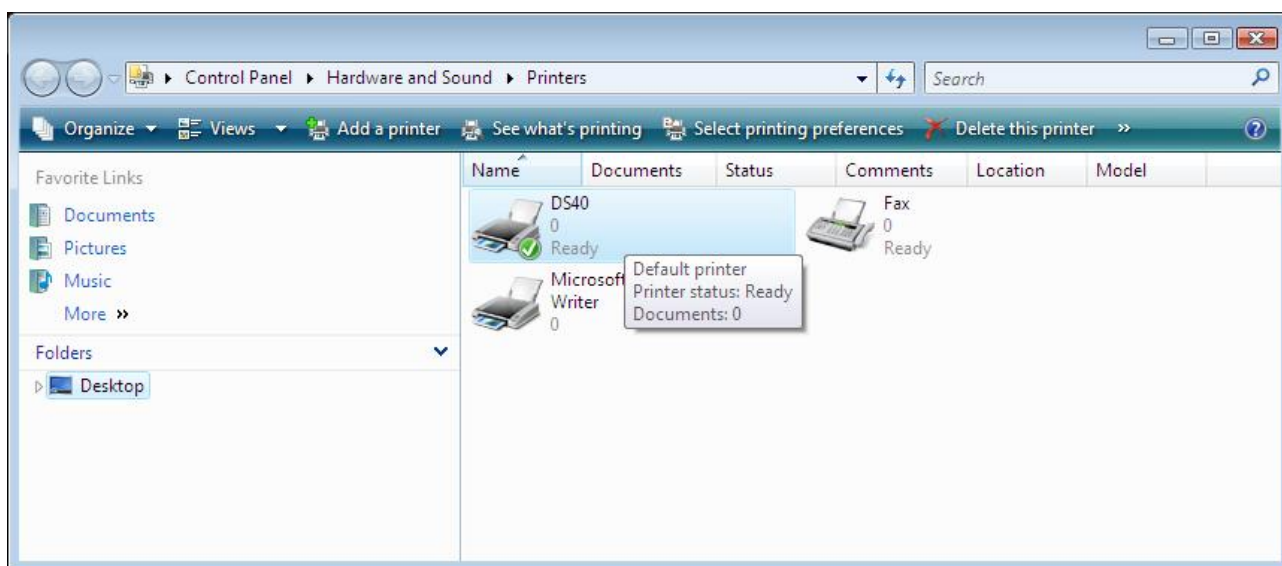 Control Panel Hardware and Sound Printers
Search
Organize Views Add a printer See what's printing Select printing preferences Delete this printer »
Favorite Links
Documents
Pictures
Music
More »
Folders
Desktop
Name Documents Status Comments Location Model
DS40
0
Ready
Fax
0
Ready
Microsoft
Writer
0
Default printer
Printer status: Ready
Documents: 0